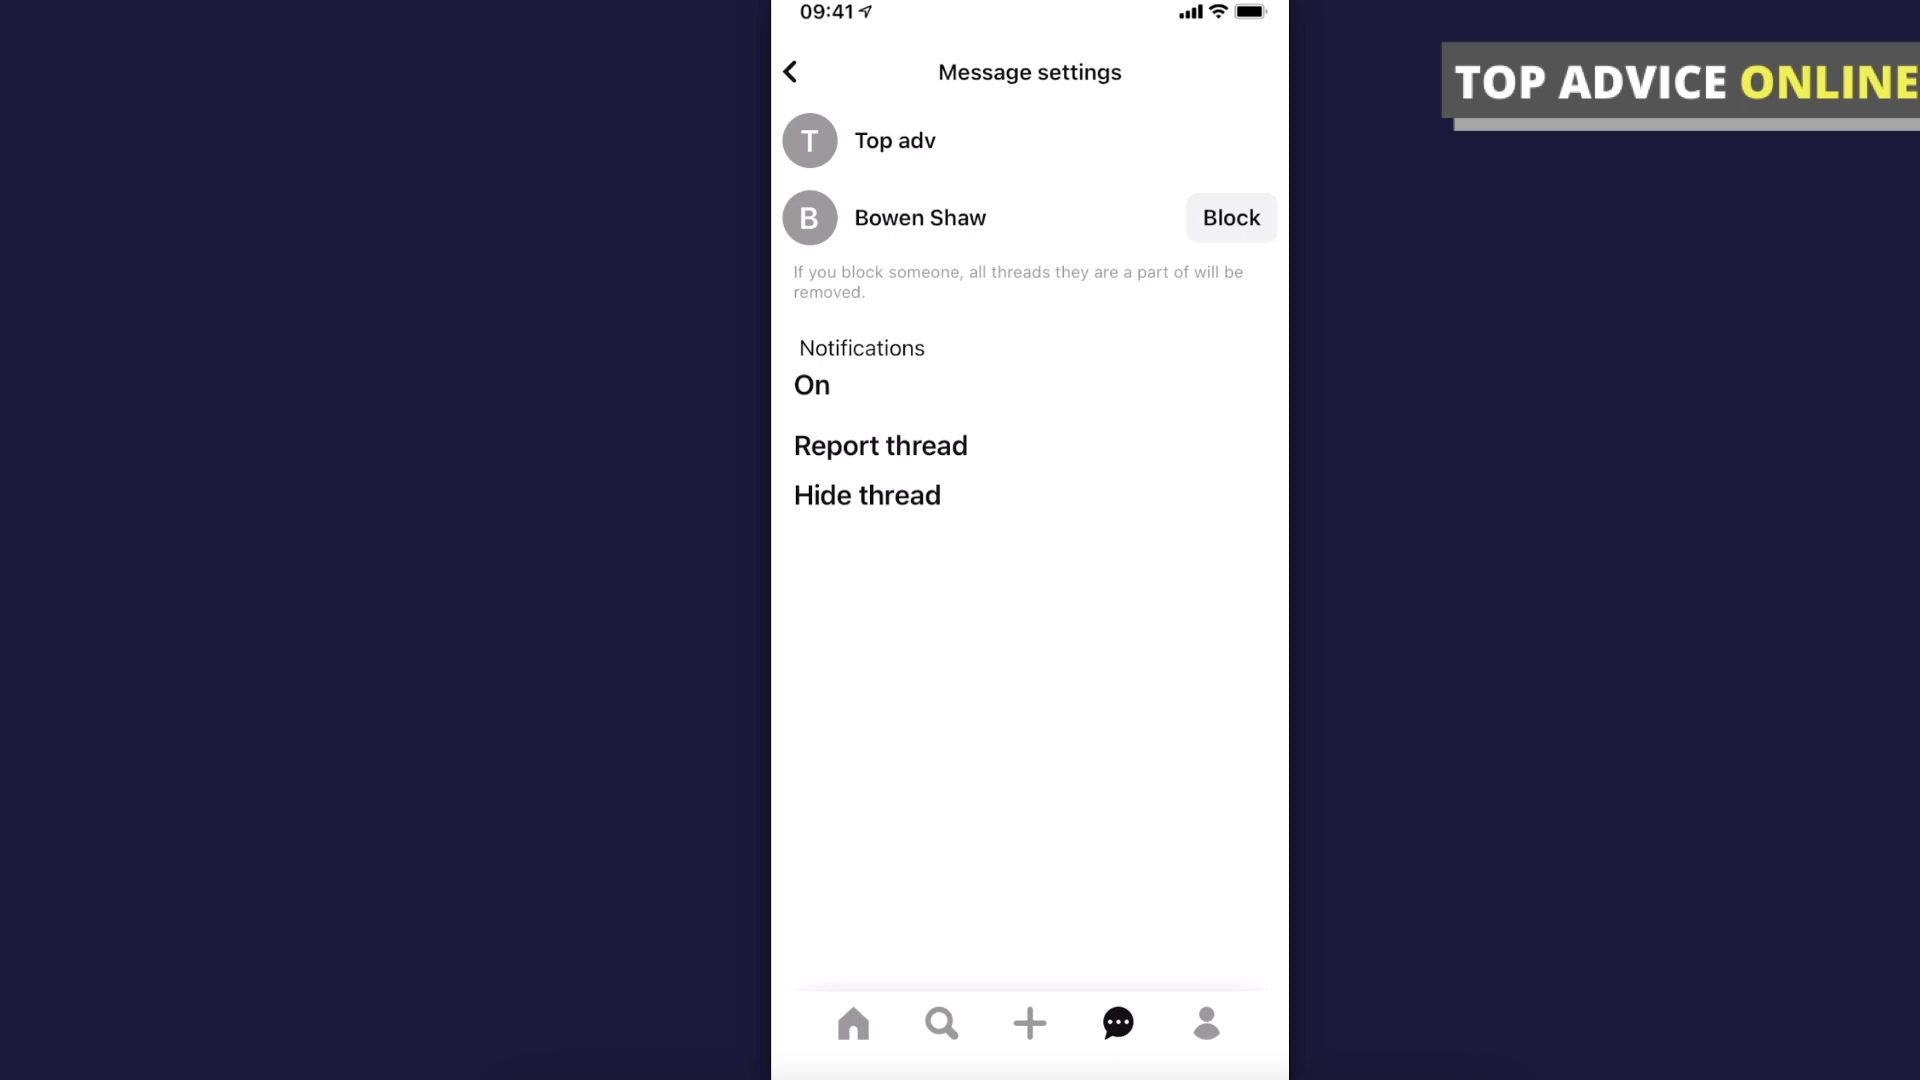 09:41
Message settings
TOP ADVICE ONLINE
T Top adv
B Bowen Shaw
Block
If you block someone, all threads they are a part of will be
removed.
Notifications
On
Report thread
Hide thread